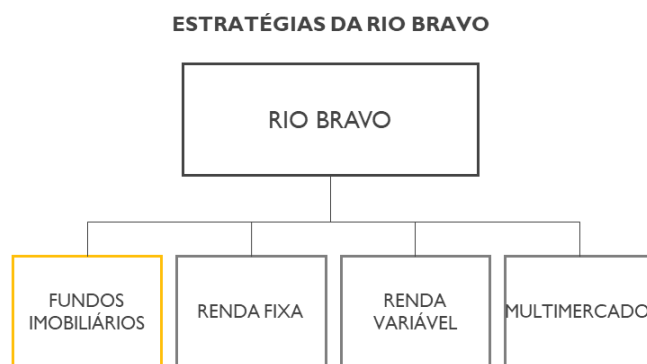 ESTRATÉGIAS DA RIO BRAVO
RIO BRAVO
FUNDOS
IMOBILIÁRIOS
RENDA FIXA
RENDA
VARIÁVEL
MULTIMERCADO